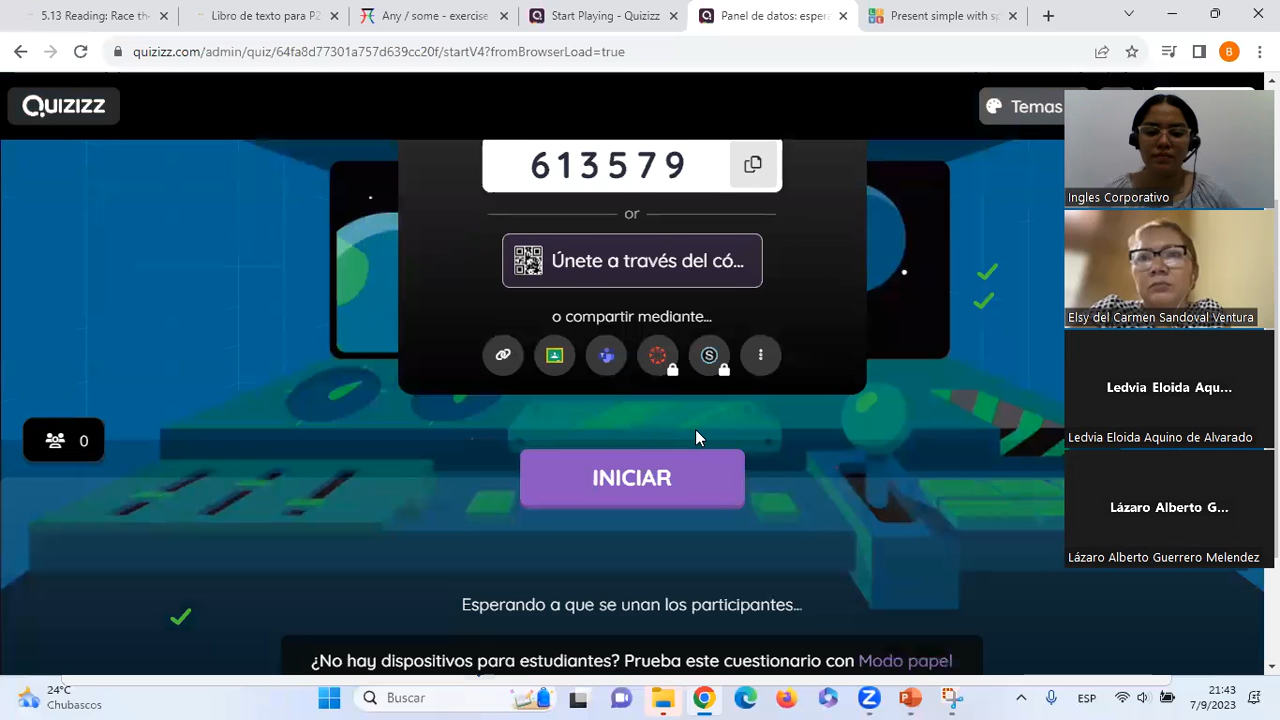 5.13 Reading: Race th
Libro de texto para P2
Any / some - exercise
Start Playing - Quizizz
Panel de datos: espera
Present simple with sp
quizizz.com/admin/quiz/64fa8d77301a757d639cc20f/startV4?fromBrowserLoad=true
B
QUIZIZZ
Temas
613579
or
Únete a través del có...
o compartir mediante...
0
INICIAR
Esperando a que se unan los participantes...
¿No hay dispositivos para estudiantes? Prueba este cuestionario con Modo papel
Ingles Corporativo
Elsy del Carmen Sandoval Ventura
Ledvia Eloida Aqu...
Ledvia Eloida Aquino de Alvarado
Lázaro Alberto G...
Lázaro Alberto Guerrero Melendez
24°C
Chubascos
Buscar
ESP
21:43
7/9/2023